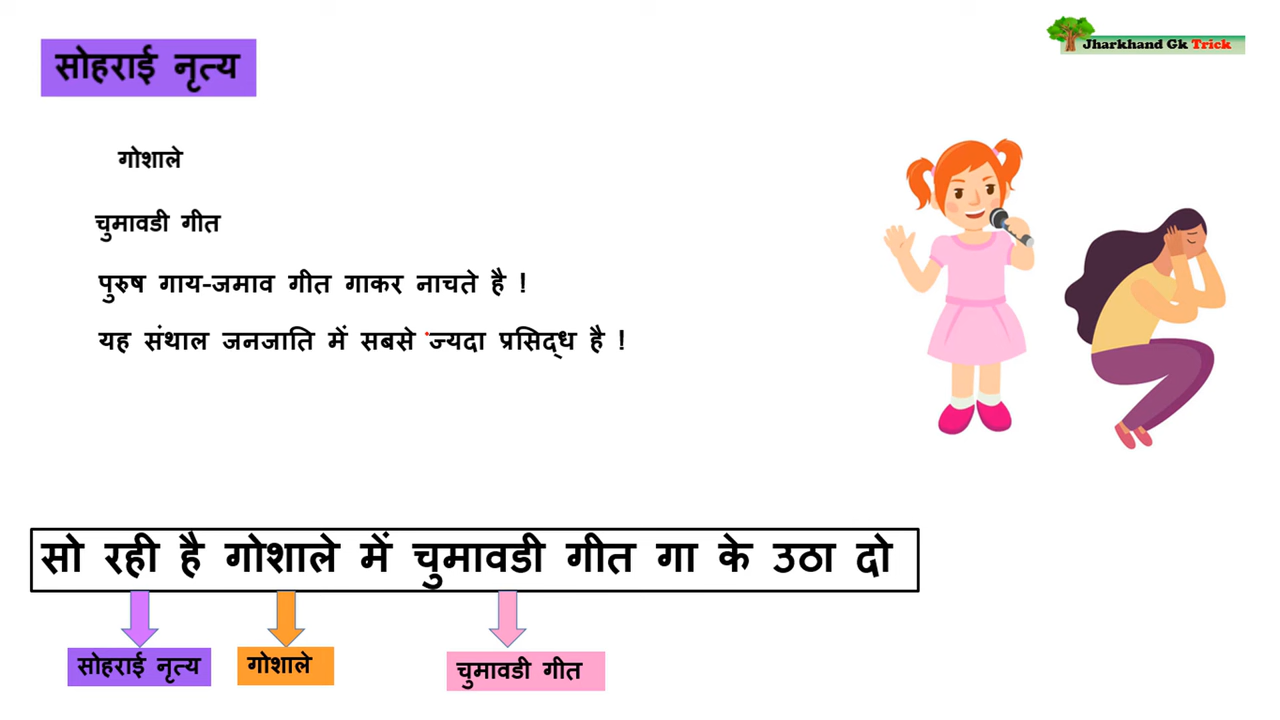 Jharkhand Gk Trick
सोहराई नृत्य
गोशाले
चुमावडी गीत
पुरुष गाय-जमाव गीत गाकर नाचते है !
यह संथाल जनजाति में सबसे ज्यदा प्रसिद्ध है !
सो रही है गोशाले में चुमावडी गीत गा के उठा दो
सोहराई नृत्य
गोशाले
चुमावडी गीत